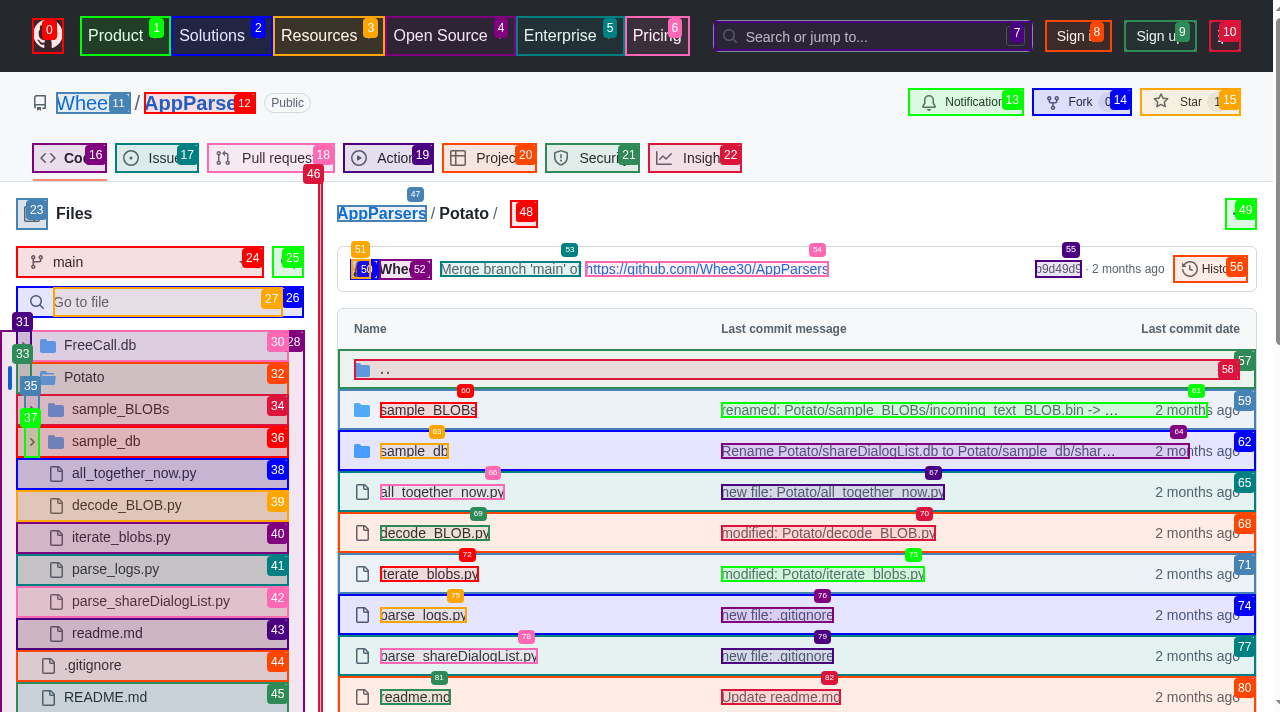 0 Product 1 Solutions 2 Resources 3 Open Source 4 Enterprise 5 Pricing 6 Search or jump to... 7 Sign 8 Sign u 9 10
Whee 11 / AppParse 12 Public Notification 13 Fork 14 Star 15
Co 16 Issue 17 Pull reques 18 Action 19 Projec 20 Securi 21 Insigh 22
46
23 Files
47
AppParsers / Potato / 48 49
main 24 25
51 50 Whee 52 53 Merge branch 'main' of 54 https://github.com/Whee30/AppParsers 55 b9d49d9 · 2 months ago Histo 56
Go to file 27 26
31 28
FreeCall.db 30
33
Potato 32
35
sample_BLOBs 34
37
sample_db 36
all_together_now.py 38
decode_BLOB.py 39
iterate_blobs.py 40
parse_logs.py 41
parse_shareDialogList.py 42
readme.md 43
.gitignore 44
README.md 45
Name Last commit message Last commit date
57
. . 58
60 61
sample_BLOBs renamed: Potato/sample_BLOBs/incoming_text_BLOB.bin -> … 2 months ago 59
63 64
sample_db Rename Potato/shareDialogList.db to Potato/sample_db/shar… 2 months ago 62
66 67
all_together_now.py new file: Potato/all_together_now.py 2 months ago 65
69 70
decode_BLOB.py modified: Potato/decode_BLOB.py 2 months ago 68
72 73
iterate_blobs.py modified: Potato/iterate_blobs.py 2 months ago 71
75 76
parse_logs.py new file: .gitignore 2 months ago 74
78 79
parse_shareDialogList.py new file: .gitignore 2 months ago 77
81 82
readme.md Update readme.md 2 months ago 80